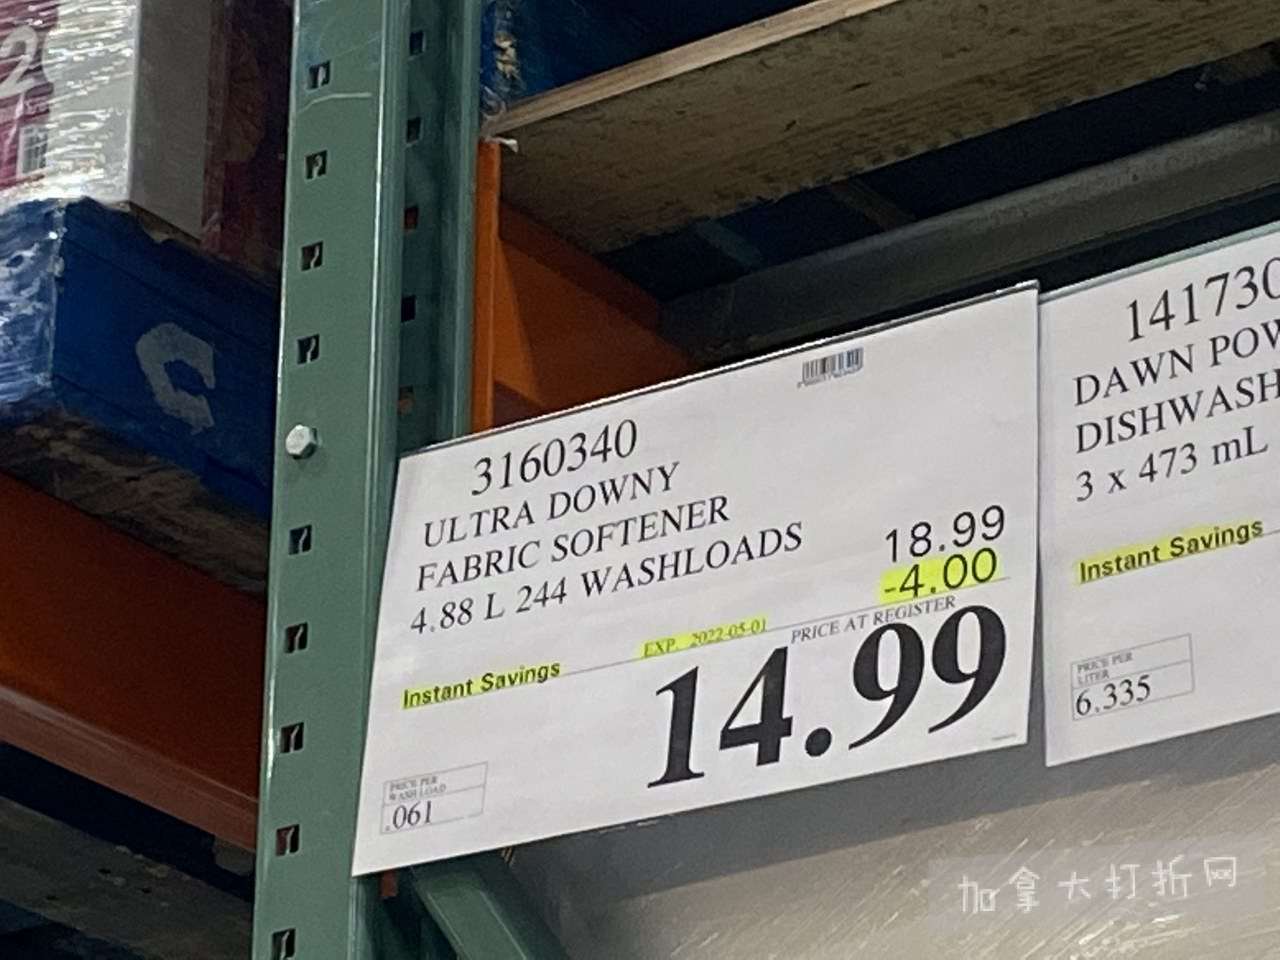 3160340
ULTRA DOWNY
FABRIC SOFTENER
4.88 L 244 WASHLOADS
18.99
-4.00
EXP. 2022-05-01
PRICE AT REGISTER
Instant Savings
14.99
PRICE PER
WASH LOAD
.061
141730
DAWN POW
DISHWASH
3 x 473 mL
Instant Savings
PRICE PER
LITER
6.335
加拿大打折网